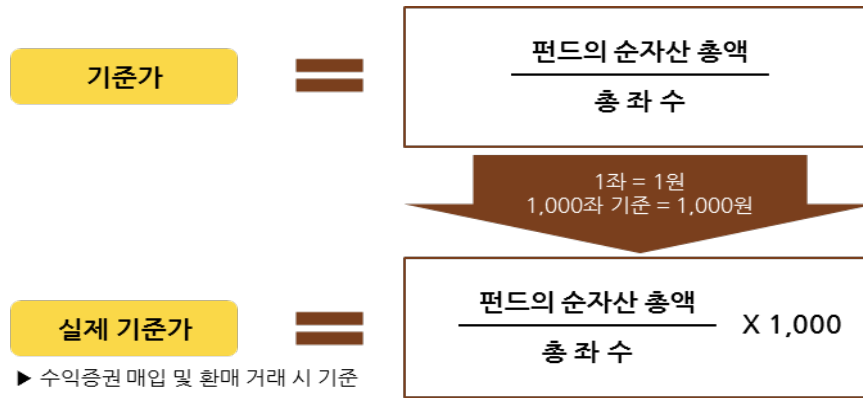 기준가
펀드의 순자산 총액
총 좌 수
1좌 = 1원
1,000좌 기준 = 1,000원
실제 기준가
펀드의 순자산 총액
총 좌 수
X 1,000
▶ 수익증권 매입 및 환매 거래 시 기준